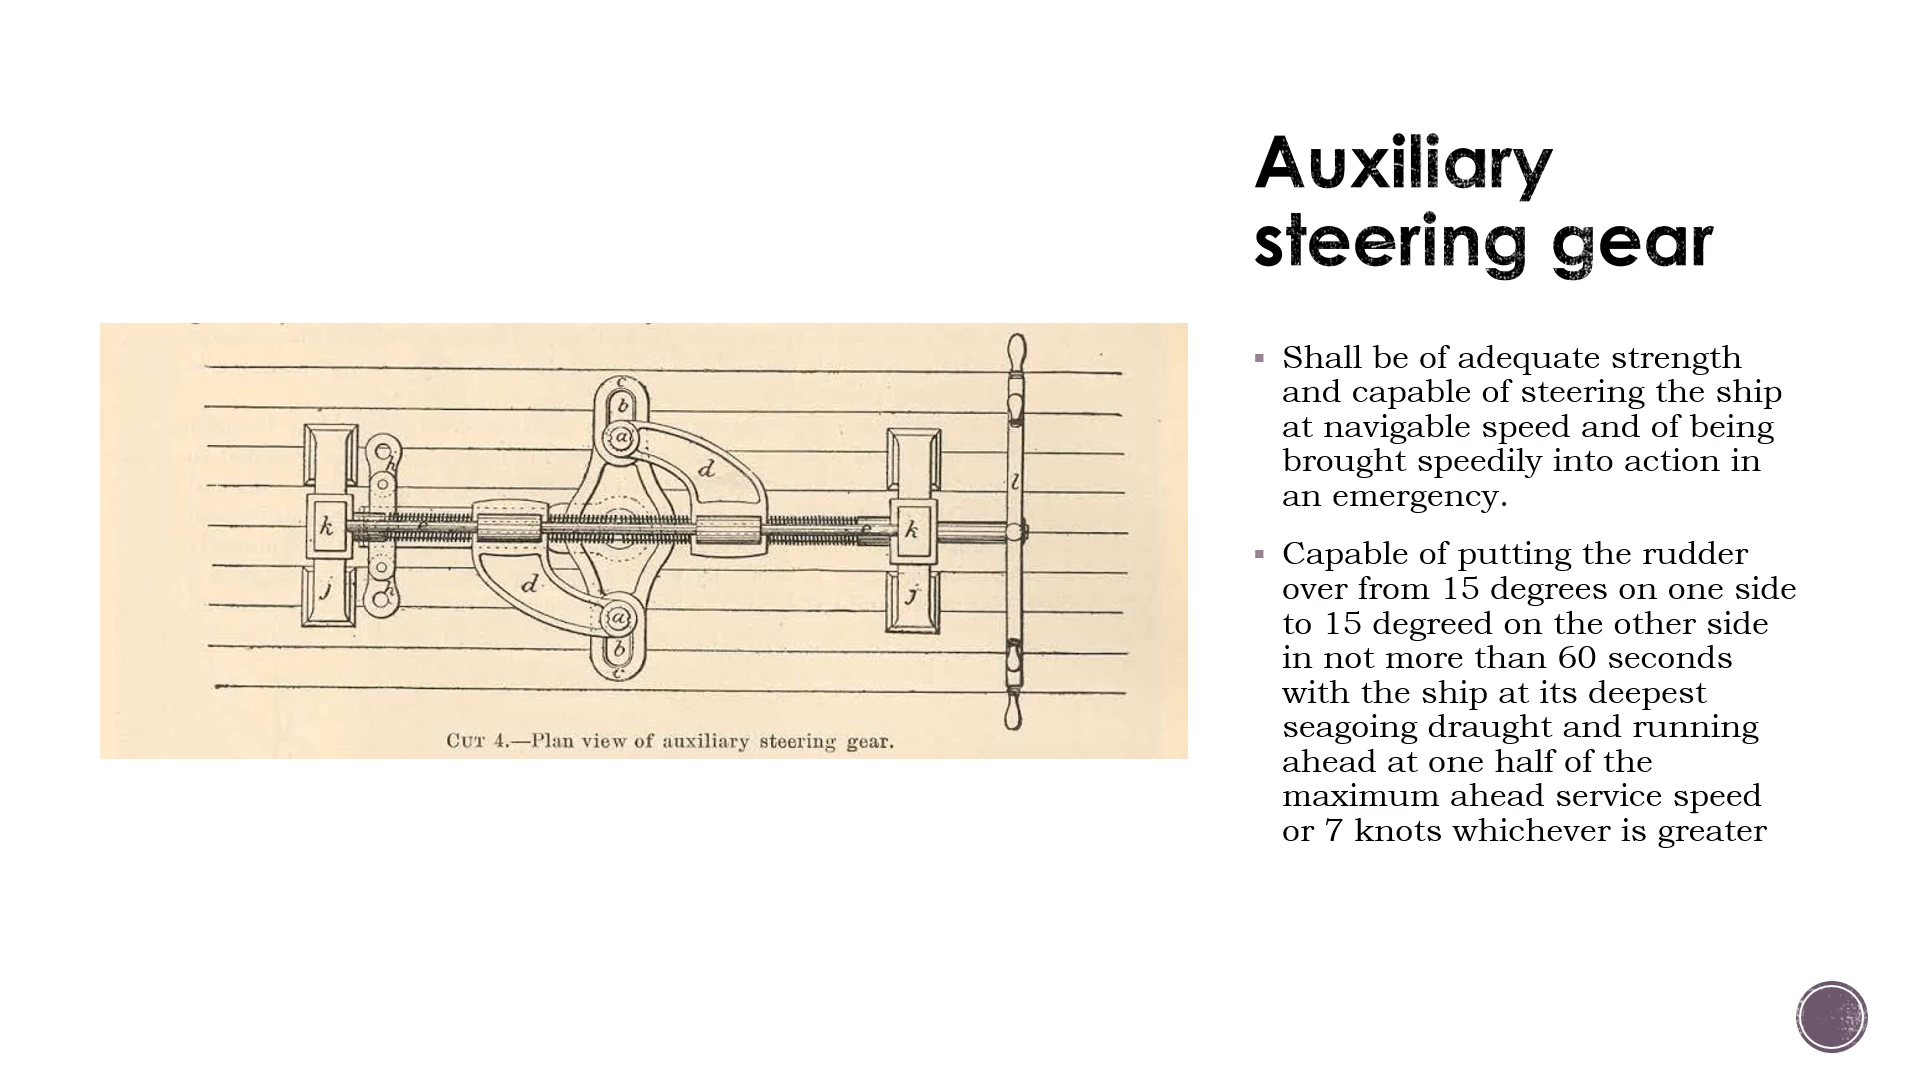 Auxiliary
steering gear
c
b
a
d
h
k
e
e
k
l
j
d
h
a
j
b
c
CUT 4.—Plan view of auxiliary steering gear.
▪ Shall be of adequate strength
and capable of steering the ship
at navigable speed and of being
brought speedily into action in
an emergency.
▪ Capable of putting the rudder
over from 15 degrees on one side
to 15 degreed on the other side
in not more than 60 seconds
with the ship at its deepest
seagoing draught and running
ahead at one half of the
maximum ahead service speed
or 7 knots whichever is greater